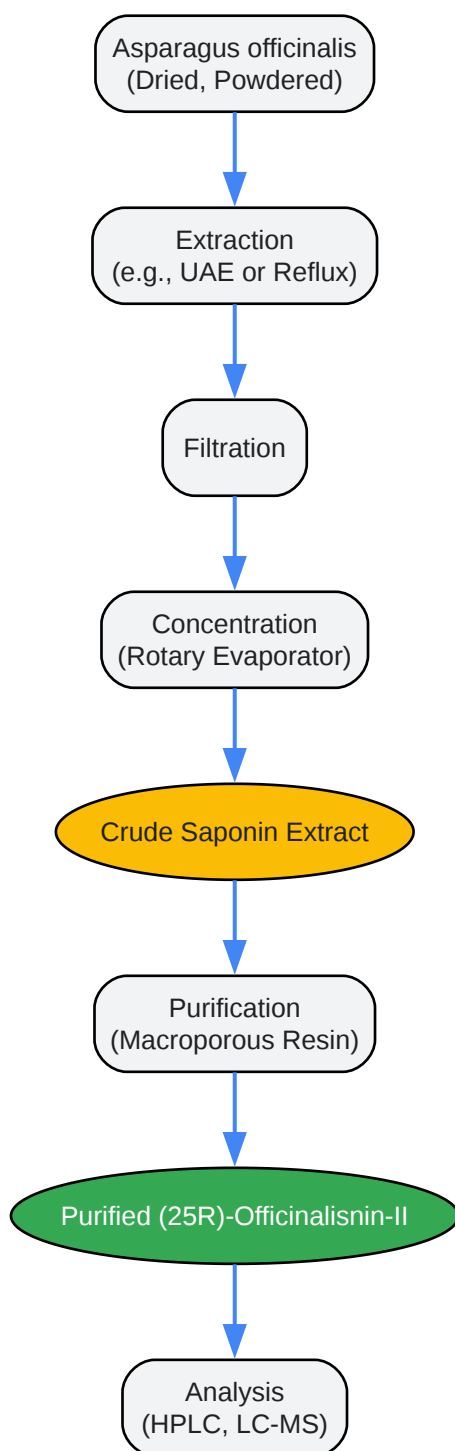 Asparagus officinalis
(Dried, Powdered)
Extraction
(e.g., UAE or Reflux)
Filtration
Concentration
(Rotary Evaporator)
Crude Saponin Extract
Purification
(Macroporous Resin)
Purified (25R)-Officinalisnin-II
Analysis
(HPLC, LC-MS)